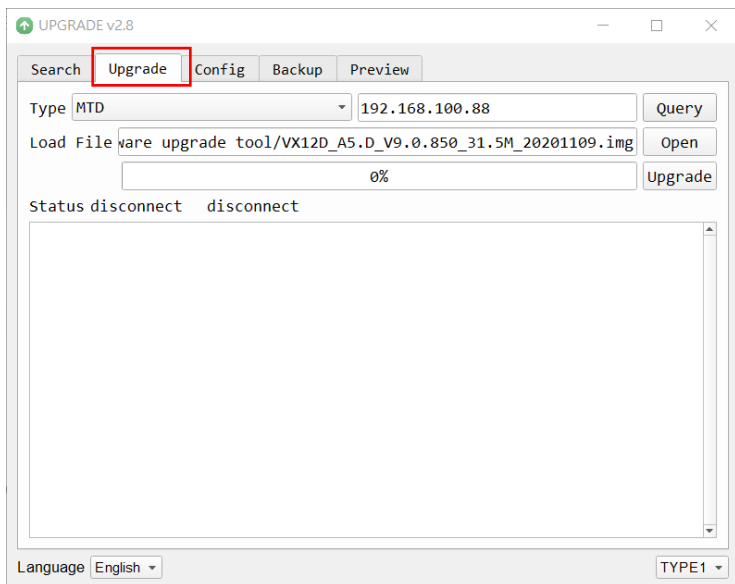 UPGRADE v2.8
Search Upgrade Config Backup Preview
Type MTD 192.168.100.88 Query
Load File ware upgrade tool/VX12D_A5.D_V9.0.850_31.5M_20201109.img Open
0% Upgrade
Status disconnect disconnect
Language English TYPE1